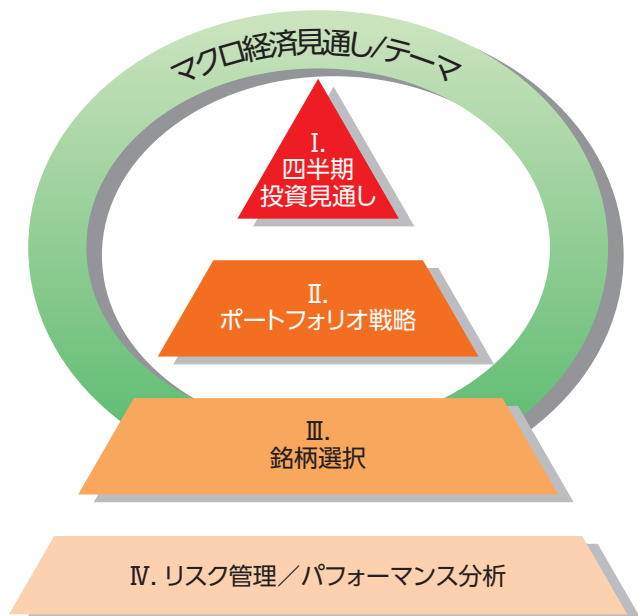 マクロ経済見通し/テーマ
Ⅰ.
四半期
投資見通し
Ⅱ.
ポートフォリオ戦略
Ⅲ.
銘柄選択
Ⅳ. リスク管理／パフォーマンス分析